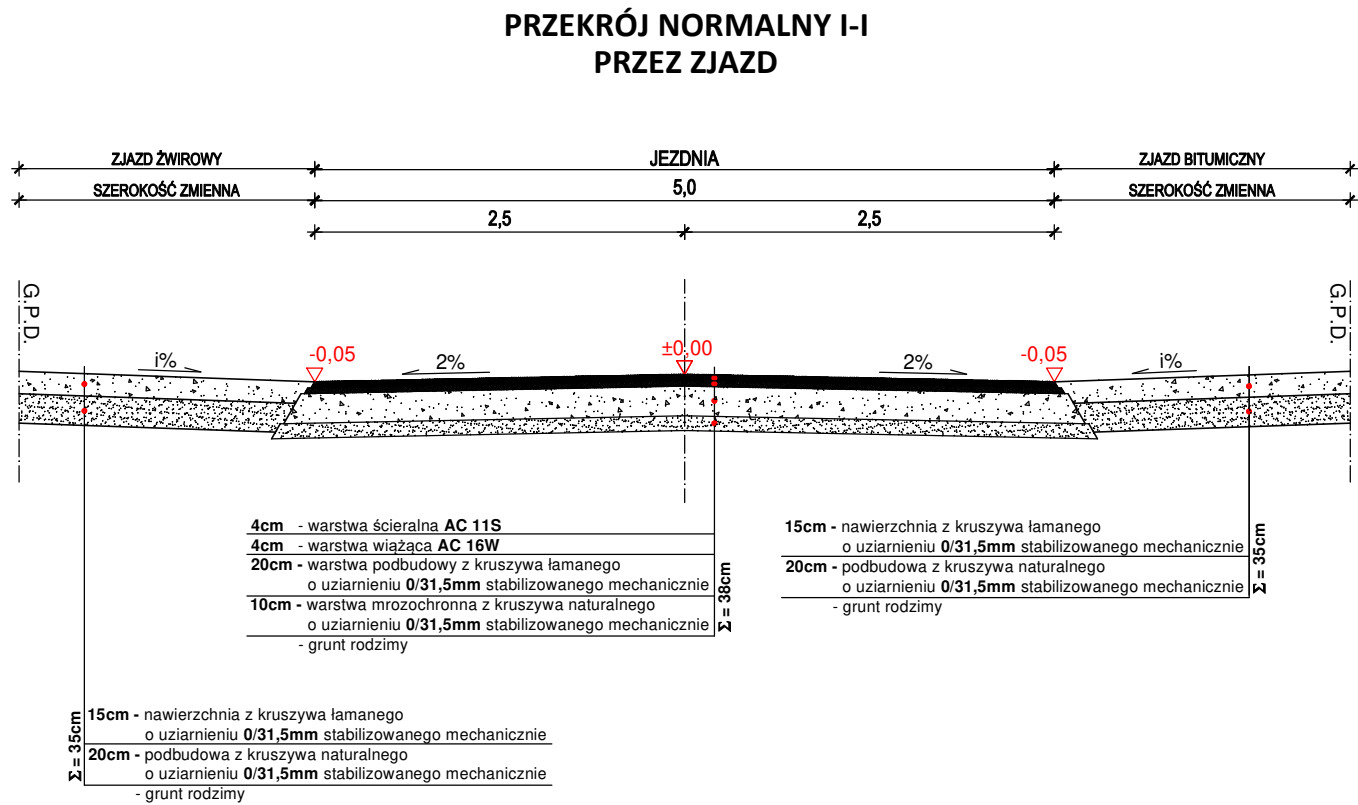 PRZEKRÓJ NORMALNY I-I
PRZEZ ZJAZD
ZJAZD ŻWIROWY
JEZDNIA
ZJAZD BITUMICZNY
SZEROKOŚĆ ZMIENNA
5,0
SZEROKOŚĆ ZMIENNA
2,5
2,5
G.P.D.
G.P.D.
i%
-0,05
2%
±0,00
2%
-0,05
i%
4cm - warstwa ścieralna AC 11S
4cm - warstwa wiążąca AC 16W
20cm - warstwa podbudowy z kruszywa łamanego
o uziarnieniu 0/31,5mm stabilizowanego mechanicznie
10cm - warstwa mrozochronna z kruszywa naturalnego
o uziarnieniu 0/31,5mm stabilizowanego mechanicznie
- grunt rodzimy
Σ = 38cm
15cm - nawierzchnia z kruszywa łamanego
o uziarnieniu 0/31,5mm stabilizowanego mechanicznie
20cm - podbudowa z kruszywa naturalnego
o uziarnieniu 0/31,5mm stabilizowanego mechanicznie
- grunt rodzimy
Σ = 35cm
15cm - nawierzchnia z kruszywa łamanego
o uziarnieniu 0/31,5mm stabilizowanego mechanicznie
20cm - podbudowa z kruszywa naturalnego
o uziarnieniu 0/31,5mm stabilizowanego mechanicznie
- grunt rodzimy
Σ = 35cm